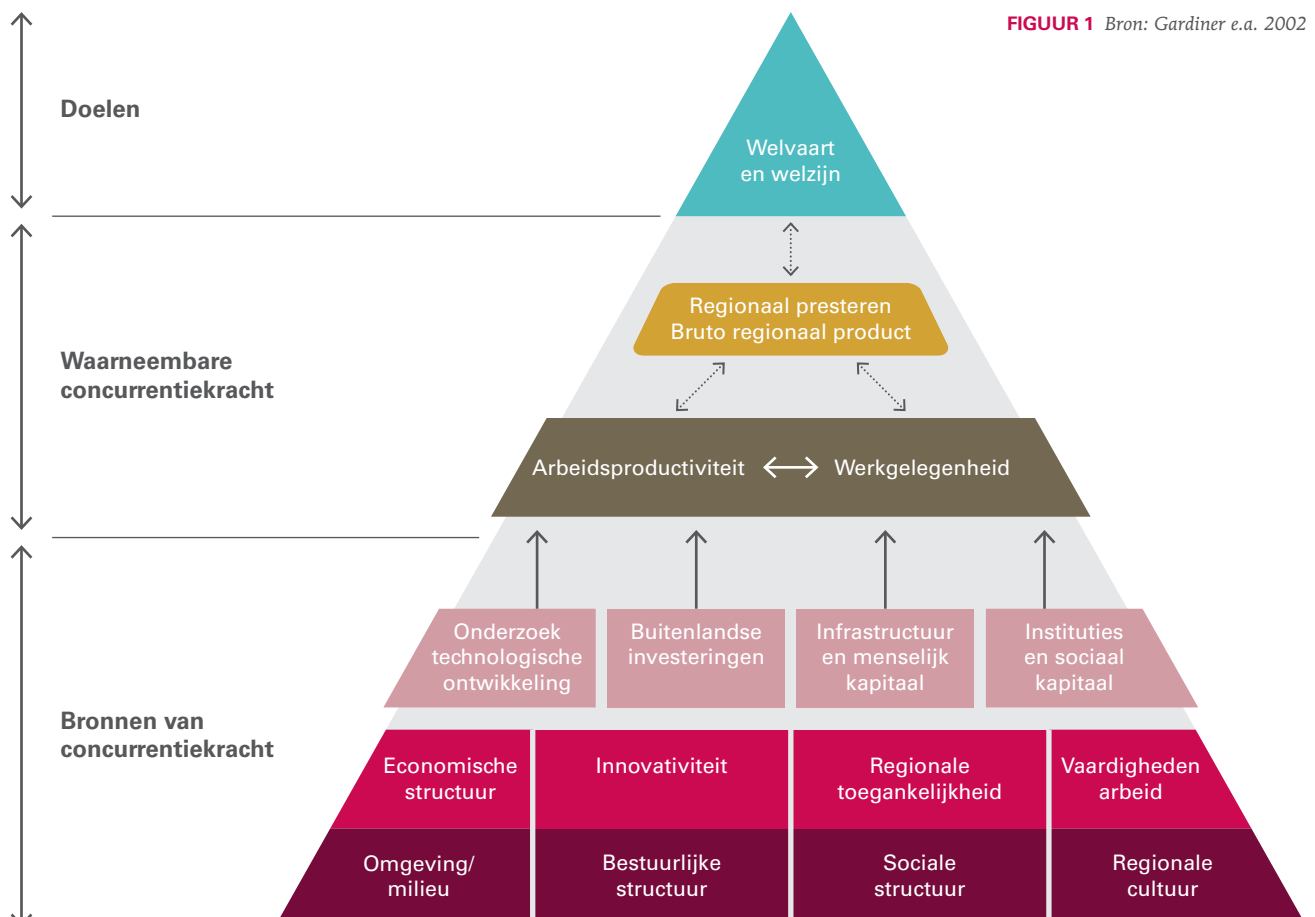 FIGUUR 1 Bron: Gardiner e.a. 2002
Doelen
Welvaart
en welzijn
Waarneembare
concurrentiekracht
Regionaal presteren
Bruto regionaal product
Arbeidsproductiviteit
Werkgelegenheid
Bronnen van
concurrentiekracht
Onderzoek
technologische
ontwikkeling
Buitenlandse
investeringen
Infrastructuur
en menselijk
kapitaal
Instituties
en sociaal
kapitaal
Economische
structuur
Innovativiteit
Regionale
toegankelijkheid
Vaardigheden
arbeid
Omgeving/
milieu
Bestuurlijke
structuur
Sociale
structuur
Regionale
cultuur